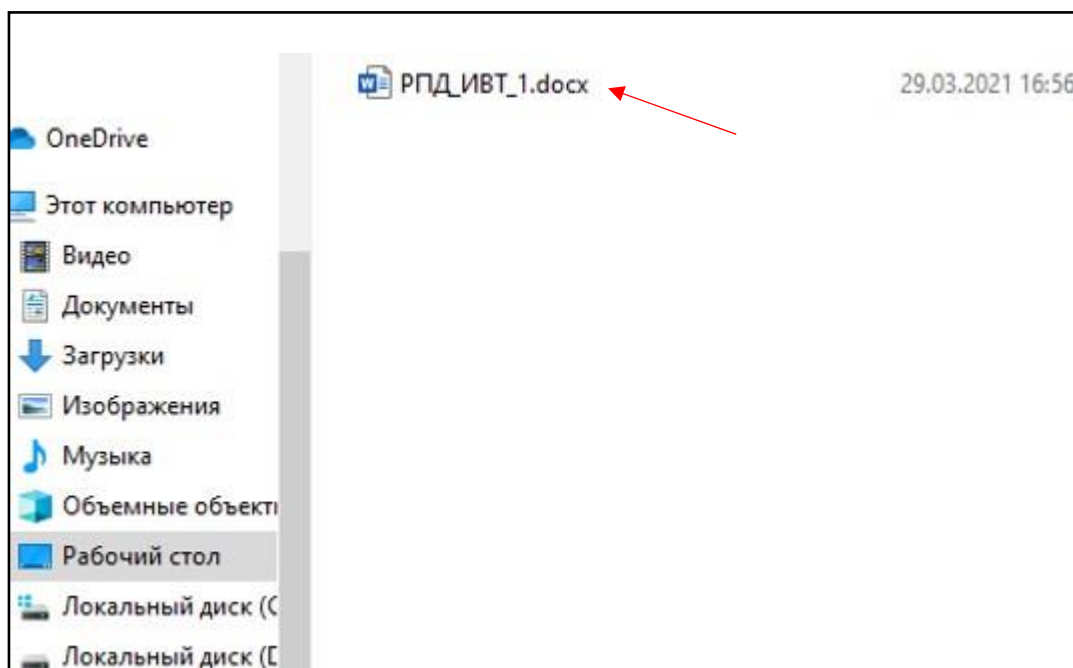 РПД_ИВТ_1.docx 29.03.2021 16:56
OneDrive
Этот компьютер
Видео
Документы
Загрузки
Изображения
Музыка
Объемные объект
Рабочий стол
Локальный диск (C
Локальный диск (D